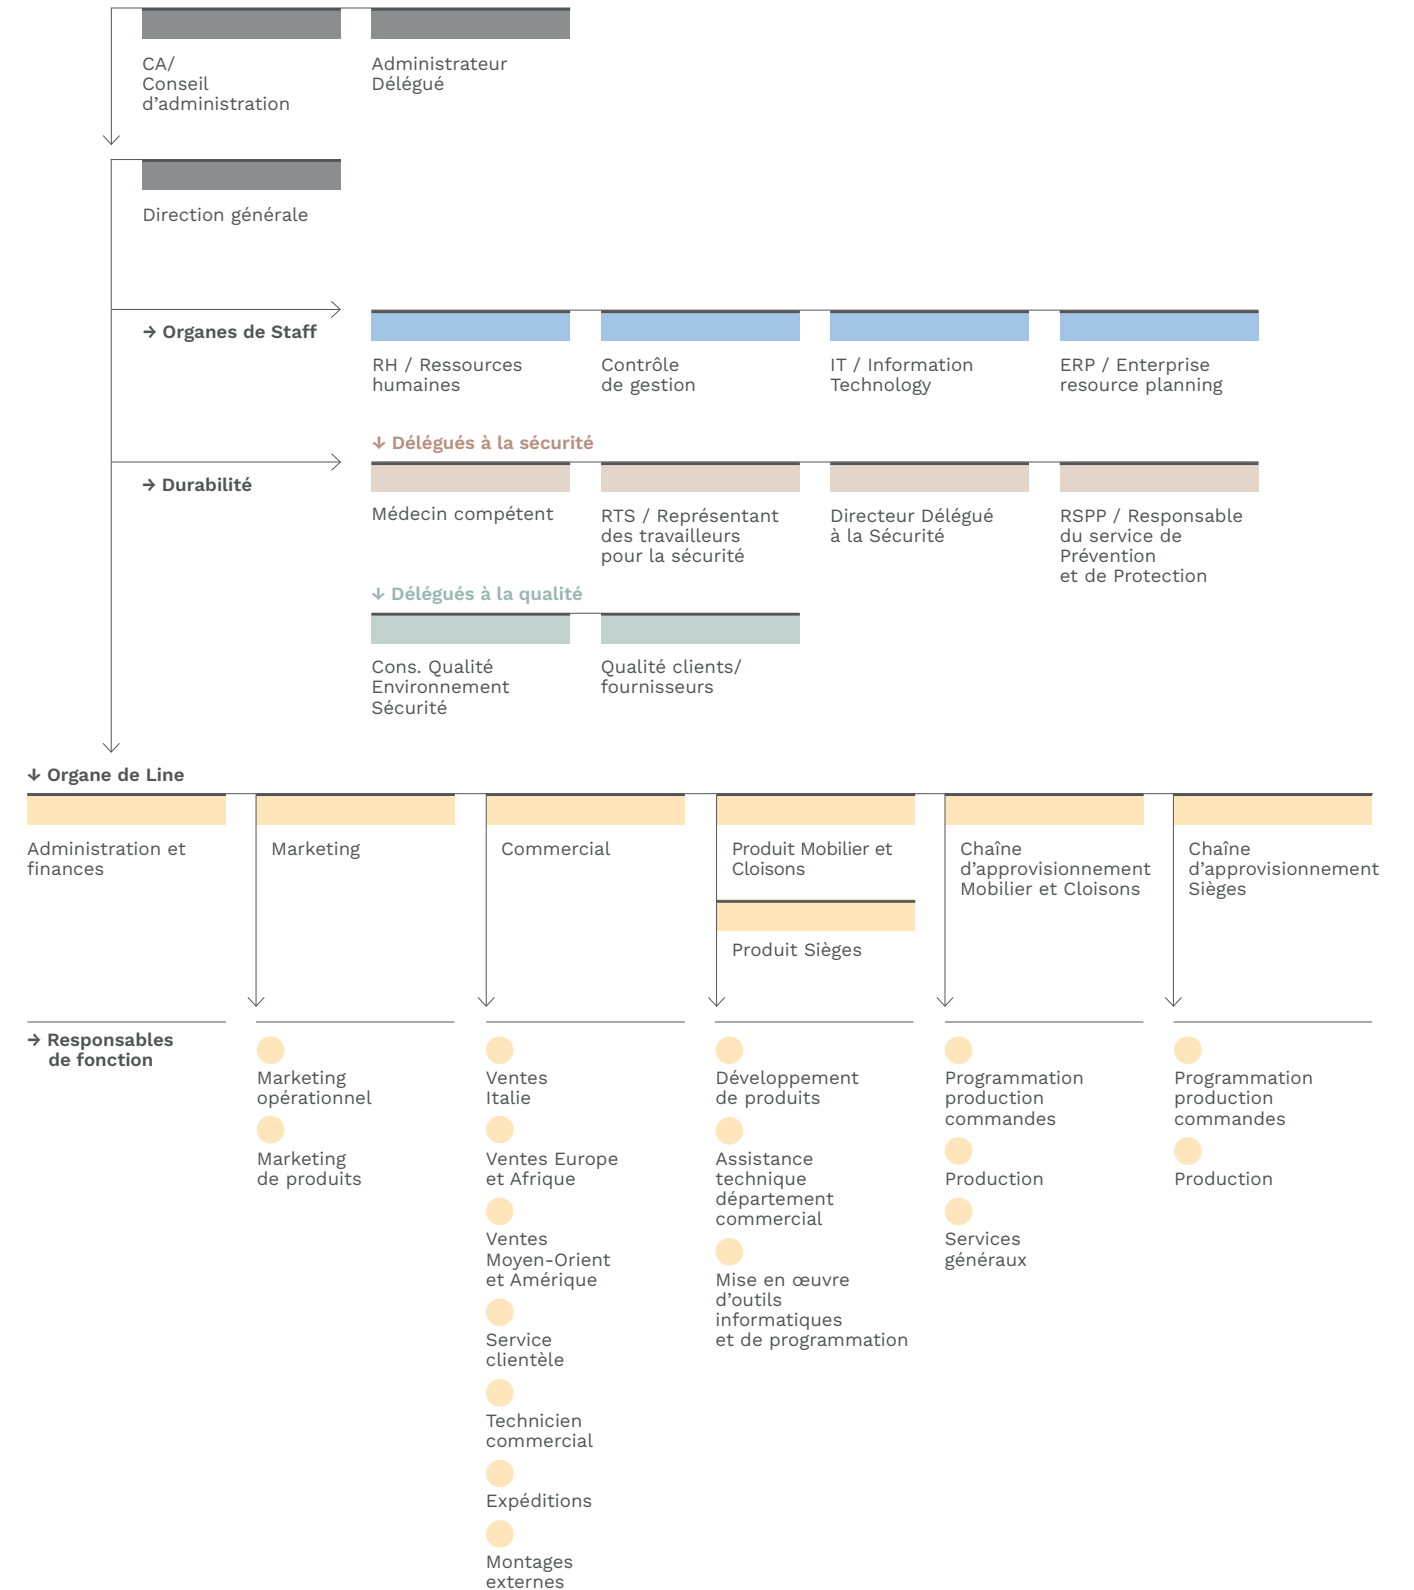 CA/
Conseil
d’administration
Administrateur
Délégué
Direction générale
→ Organes de Staff
RH / Ressources
humaines
Contrôle
de gestion
IT / Information
Technology
ERP / Enterprise
resource planning
→ Durabilité
↓ Délégués à la sécurité
Médecin compétent
RTS / Représentant
des travailleurs
pour la sécurité
Directeur Délégué
à la Sécurité
RSPP / Responsable
du service de
Prévention
et de Protection
↓ Délégués à la qualité
Cons. Qualité
Environnement
Sécurité
Qualité clients/
fournisseurs
↓ Organe de Line
Administration et
finances
Marketing
Commercial
Produit Mobilier et
Cloisons
Produit Sièges
Chaîne
d’approvisionnement
Mobilier et Cloisons
Chaîne
d’approvisionnement
Sièges
→ Responsables
de fonction
Marketing
opérationnel
Marketing
de produits
Ventes
Italie
Ventes Europe
et Afrique
Ventes
Moyen-Orient
et Amérique
Service
clientèle
Technicien
commercial
Expéditions
Montages
externes
Développement
de produits
Assistance
technique
département
commercial
Mise en œuvre
d’outils
informatiques
et de programmation
Programmation
production
commandes
Production
Services
généraux
Programmation
production
commandes
Production